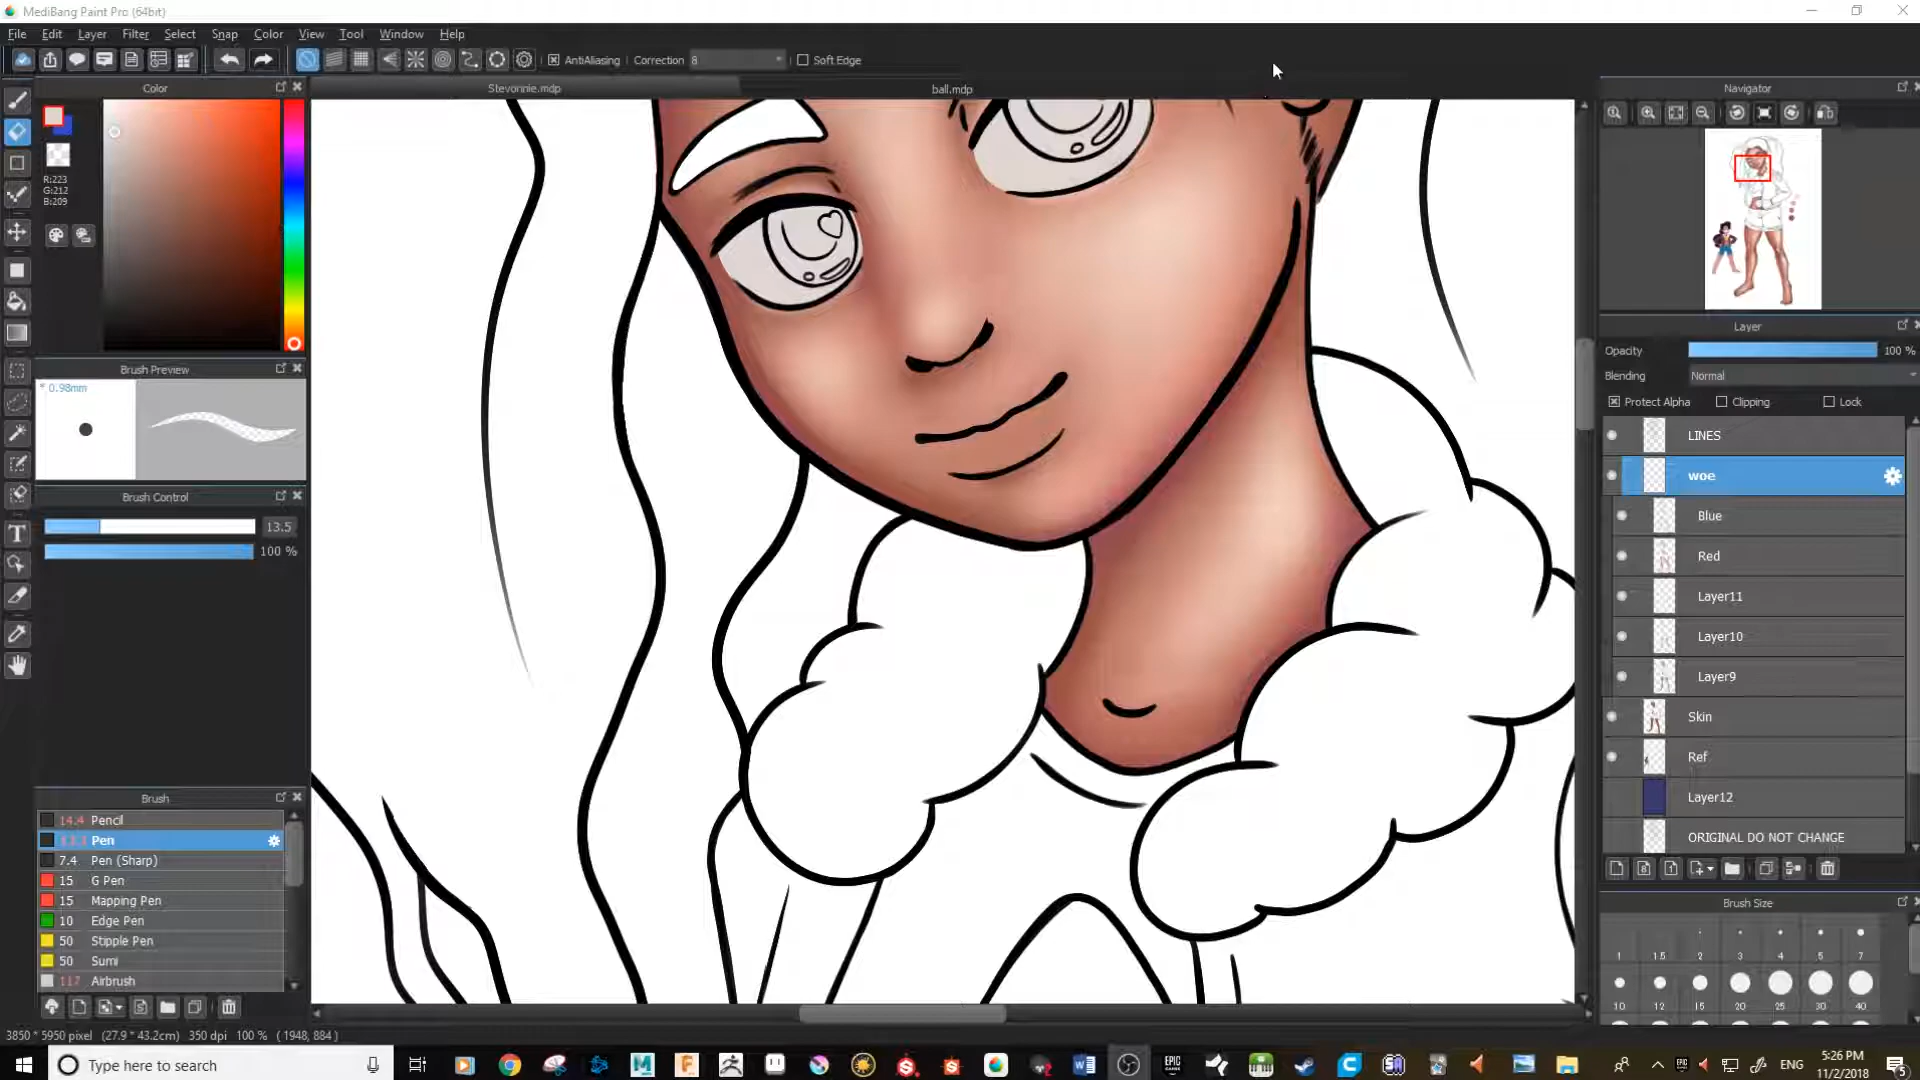 MediBang Paint Pro (64bit)
File Edit Layer Filter Select Snap Color View Tool Window Help
AntiAliasing Correction 8 Soft Edge
Color
Stevonnie.mdp
ball.mdp
Navigator
R:223
G:212
B:209
Layer
Opacity 100 %
Blending Normal
Protect Alpha Clipping Lock
LINES
woe
Blue
Red
Layer11
Layer10
Layer9
Skin
Ref
Layer12
ORIGINAL DO NOT CHANGE
Brush Preview
0.98mm
Brush Control
13.5
100 %
Brush
14.4 Pencil
Pen
7.4 Pen (Sharp)
15 G Pen
15 Mapping Pen
10 Edge Pen
50 Stipple Pen
50 Sumi
117 Airbrush
Brush Size
1 1.5 2 3 4 5 7
10 12 15 20 25 30 40
3850 * 5950 pixel (27.9 * 43.2cm) 350 dpi 100 % ( 1948, 884 )
Type here to search
ENG
5:26 PM
11/2/2018
5